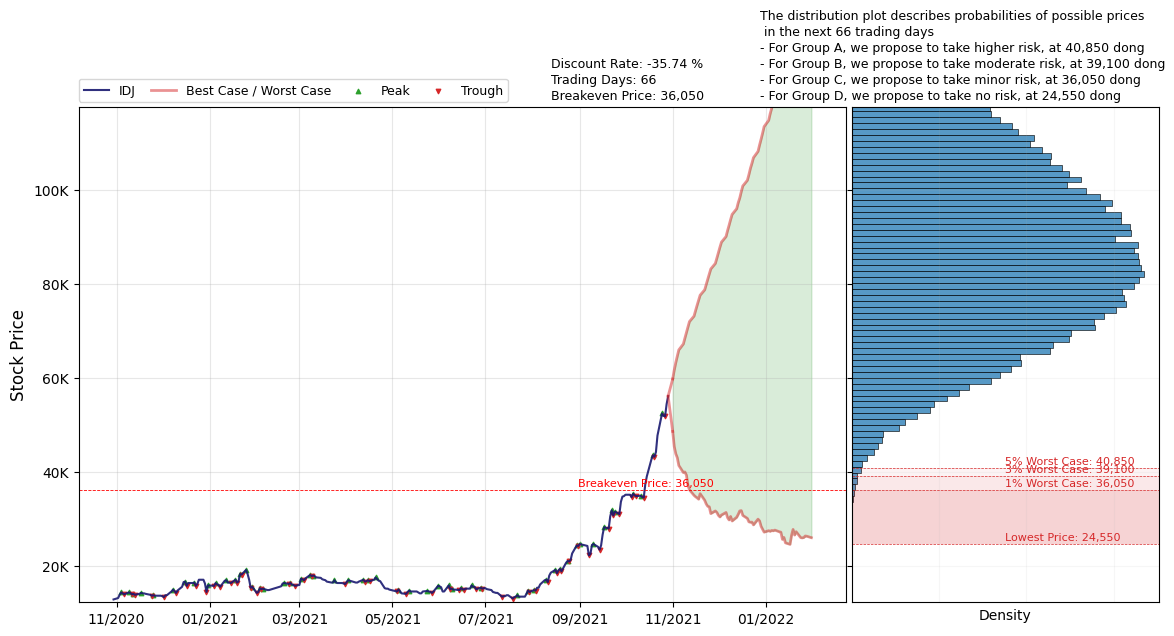 The distribution plot describes probabilities of possible prices
in the next 66 trading days
- For Group A, we propose to take higher risk, at 40,850 dong
- For Group B, we propose to take moderate risk, at 39,100 dong
- For Group C, we propose to take minor risk, at 36,050 dong
- For Group D, we propose to take no risk, at 24,550 dong
Discount Rate: -35.74 %
Trading Days: 66
Breakeven Price: 36,050
IDJ
Best Case / Worst Case
Peak
Trough
Stock Price
100K
80K
60K
40K
20K
Breakeven Price: 36,050
11/2020
01/2021
03/2021
05/2021
07/2021
09/2021
11/2021
01/2022
5% Worst Case: 40,850
3% Worst Case: 39,100
1% Worst Case: 36,050
Lowest Price: 24,550
Density